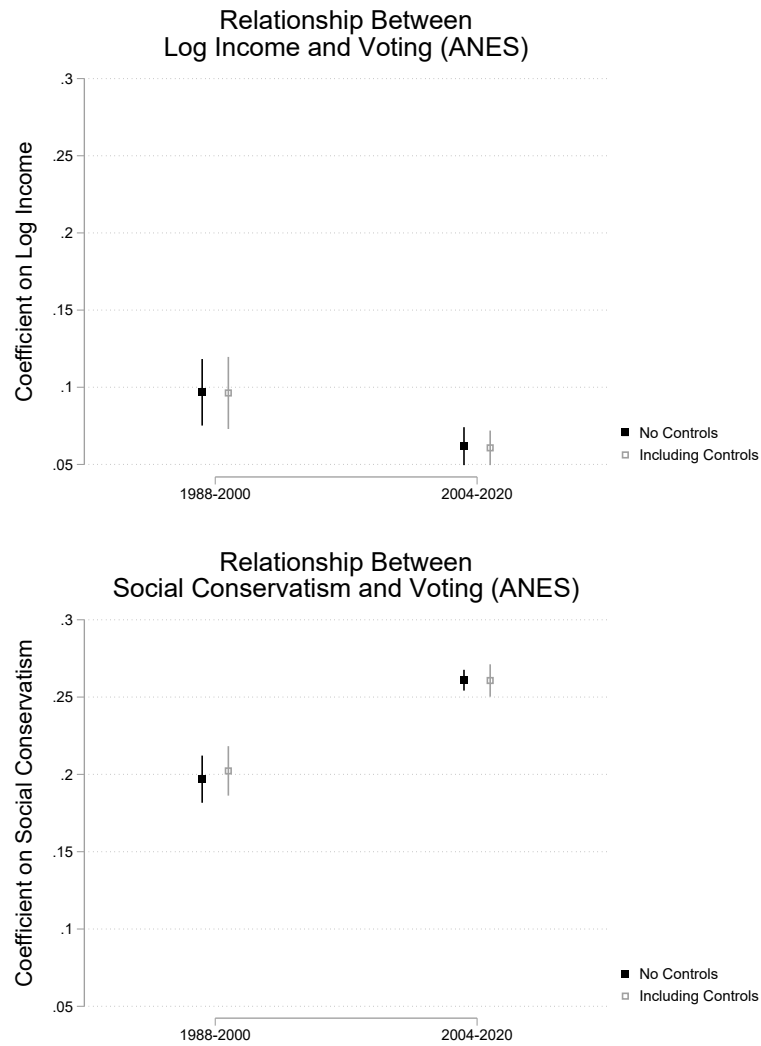 Relationship Between
Log Income and Voting (ANES)
Coefficient on Log Income
.3
.25
.2
.15
.1
.05
1988-2000
2004-2020
No Controls
Including Controls
Relationship Between
Social Conservatism and Voting (ANES)
Coefficient on Social Conservatism
.3
.25
.2
.15
.1
.05
1988-2000
2004-2020
No Controls
Including Controls